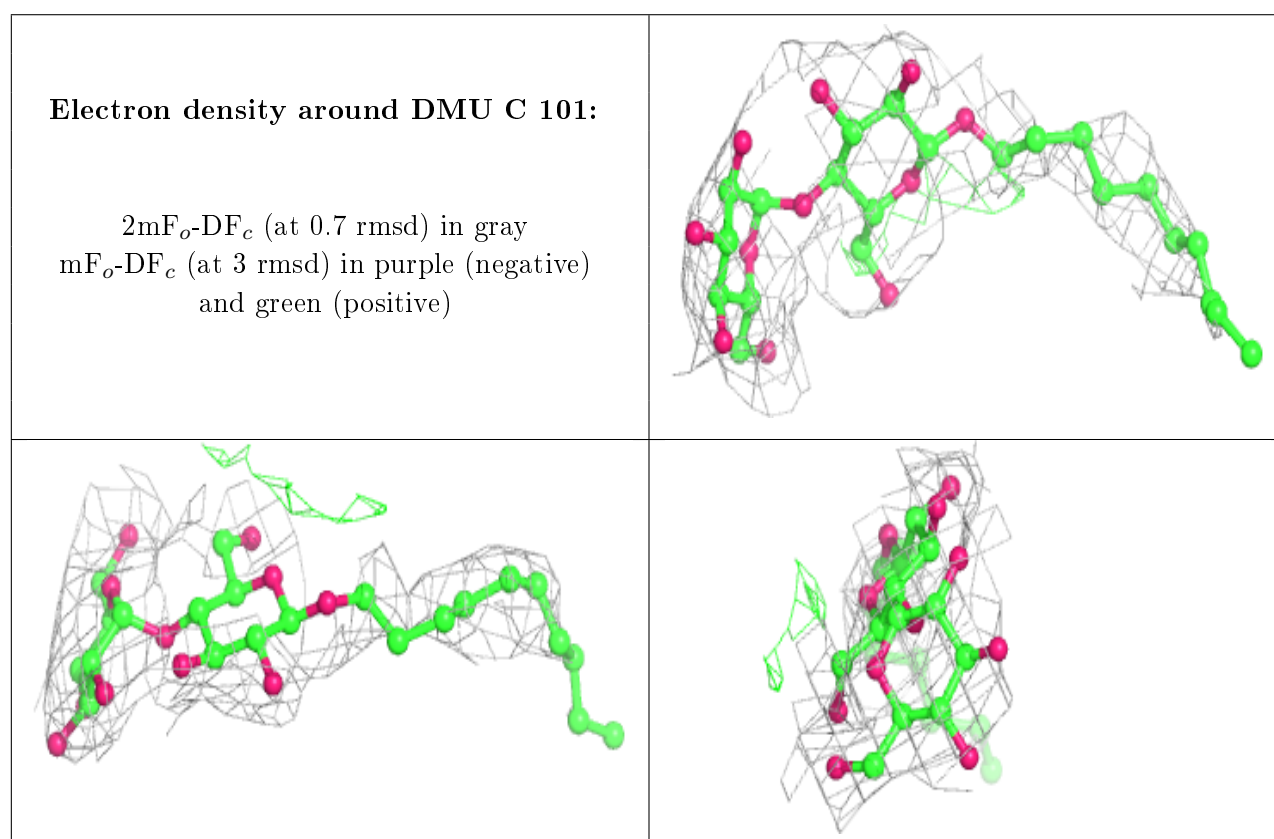 Electron density around DMU C 101:
2mFo-DFc (at 0.7 rmsd) in gray
mFo-DFc (at 3 rmsd) in purple (negative)
and green (positive)